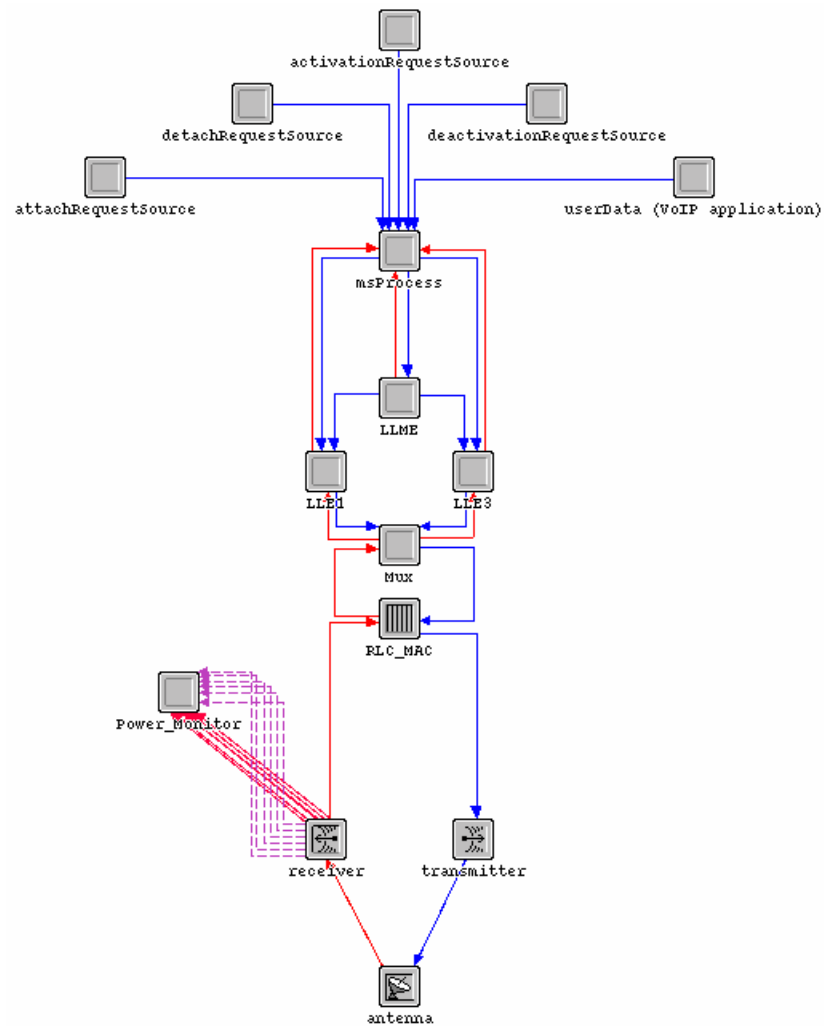 activationRequestSource
detachRequestSource
deactivationRequestSource
attachRequestSource
userData (VoIP application)
msProcess
LLME
LLE1
LLE3
Mux
RLC_MAC
Power_Monitor
receiver
transmitter
antenna